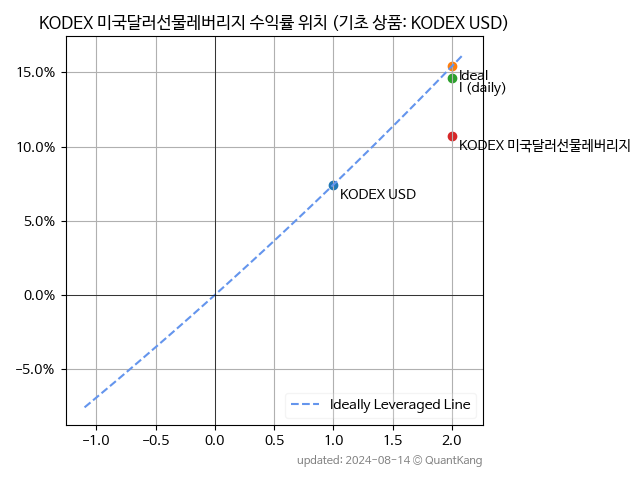 KODEX 미국달러선물레버리지 수익률 위치 (기초 상품: KODEX USD)
15.0%
Ideal
I (daily)
10.0%
KODEX 미국달러선물레버리지
KODEX USD
5.0%
0.0%
−5.0%
Ideally Leveraged Line
−1.0 −0.5 0.0 0.5 1.0 1.5 2.0
updated: 2024-08-14 © QuantKang